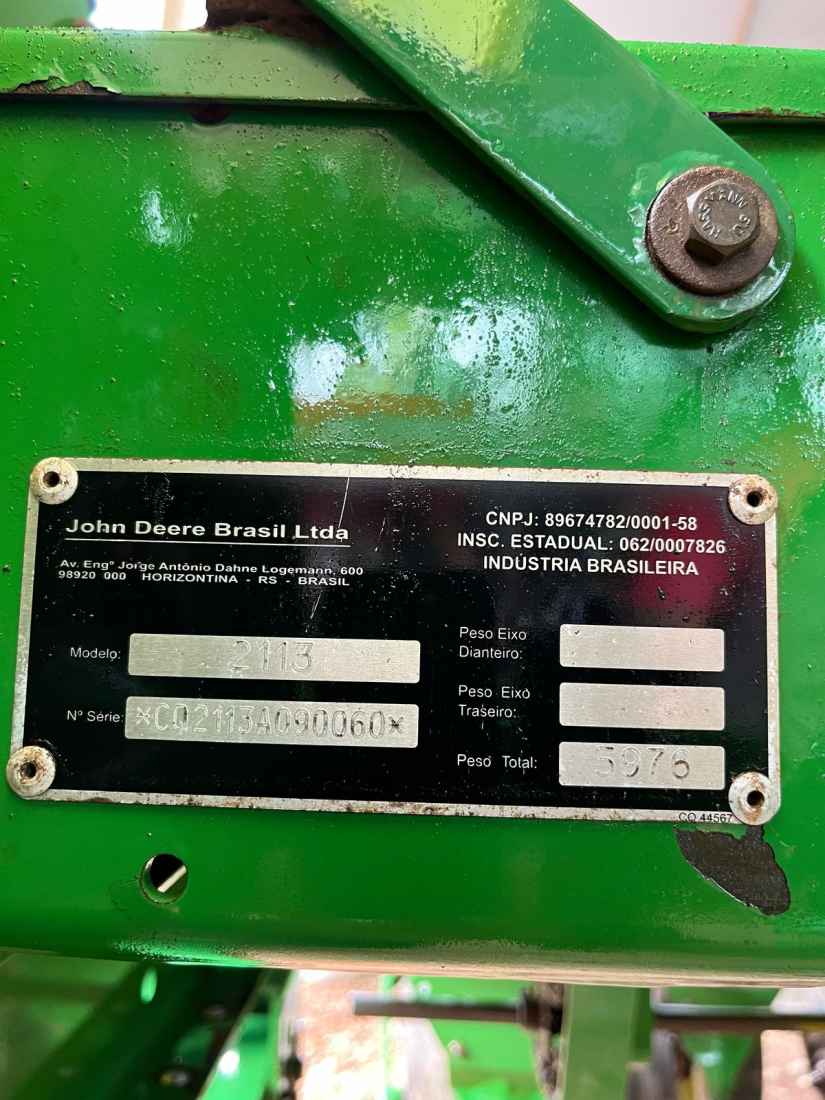 John Deere Brasil Ltda
Av. Engº Jorge Antônio Dahne Logemann, 600
98920 000 HORIZONTINA - RS - BRASIL
CNPJ: 89674782/0001-58
INSC. ESTADUAL: 062/0007826
INDÚSTRIA BRASILEIRA
Modelo: 2113
Nº Série: *CQ2113A090060*
Peso Eixo
Dianteiro:
Peso Eixo
Traseiro:
Peso Total: 5976
CQ 44567